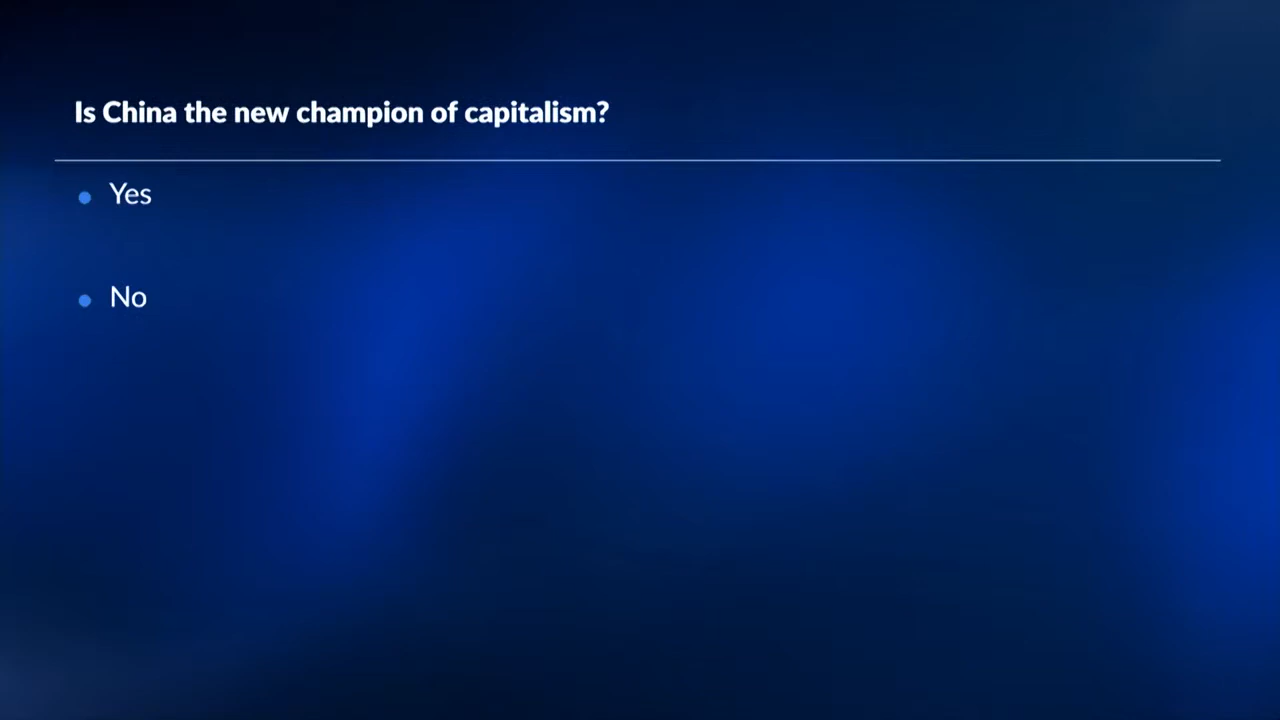 Is China the new champion of capitalism?
Yes
No